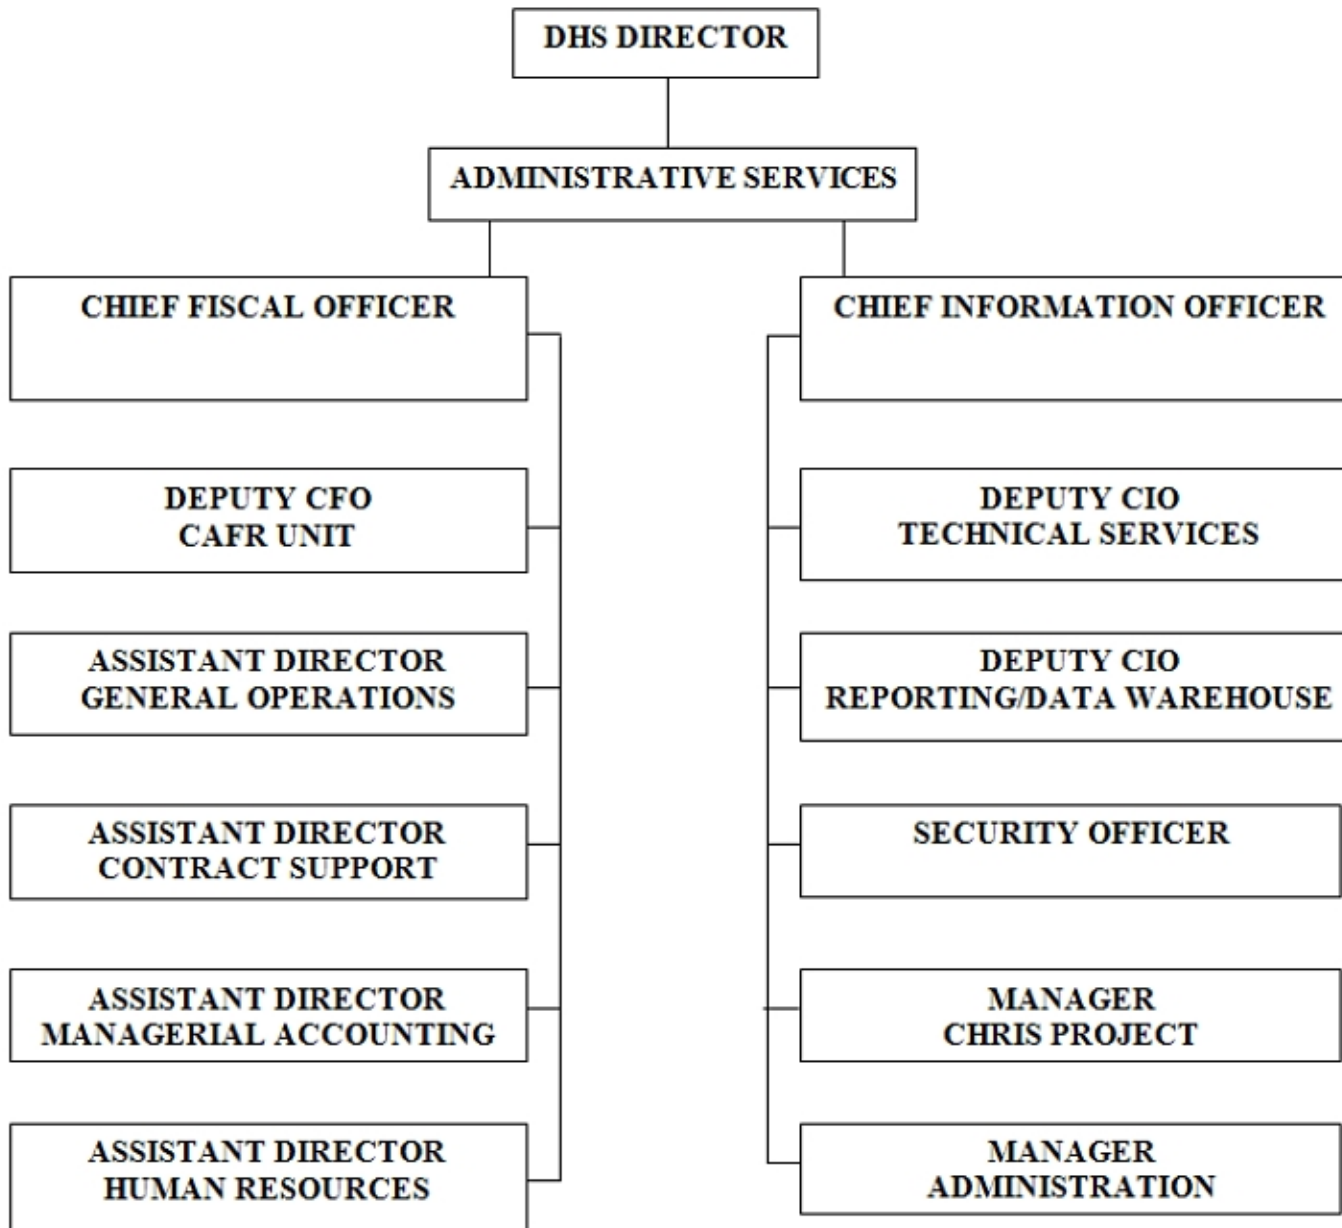 DHS DIRECTOR
ADMINISTRATIVE SERVICES
CHIEF FISCAL OFFICER
CHIEF INFORMATION OFFICER
DEPUTY CFO
CAFR UNIT
DEPUTY CIO
TECHNICAL SERVICES
ASSISTANT DIRECTOR
GENERAL OPERATIONS
DEPUTY CIO
REPORTING/DATA WAREHOUSE
ASSISTANT DIRECTOR
CONTRACT SUPPORT
SECURITY OFFICER
ASSISTANT DIRECTOR
MANAGERIAL ACCOUNTING
MANAGER
CHRIS PROJECT
ASSISTANT DIRECTOR
HUMAN RESOURCES
MANAGER
ADMINISTRATION